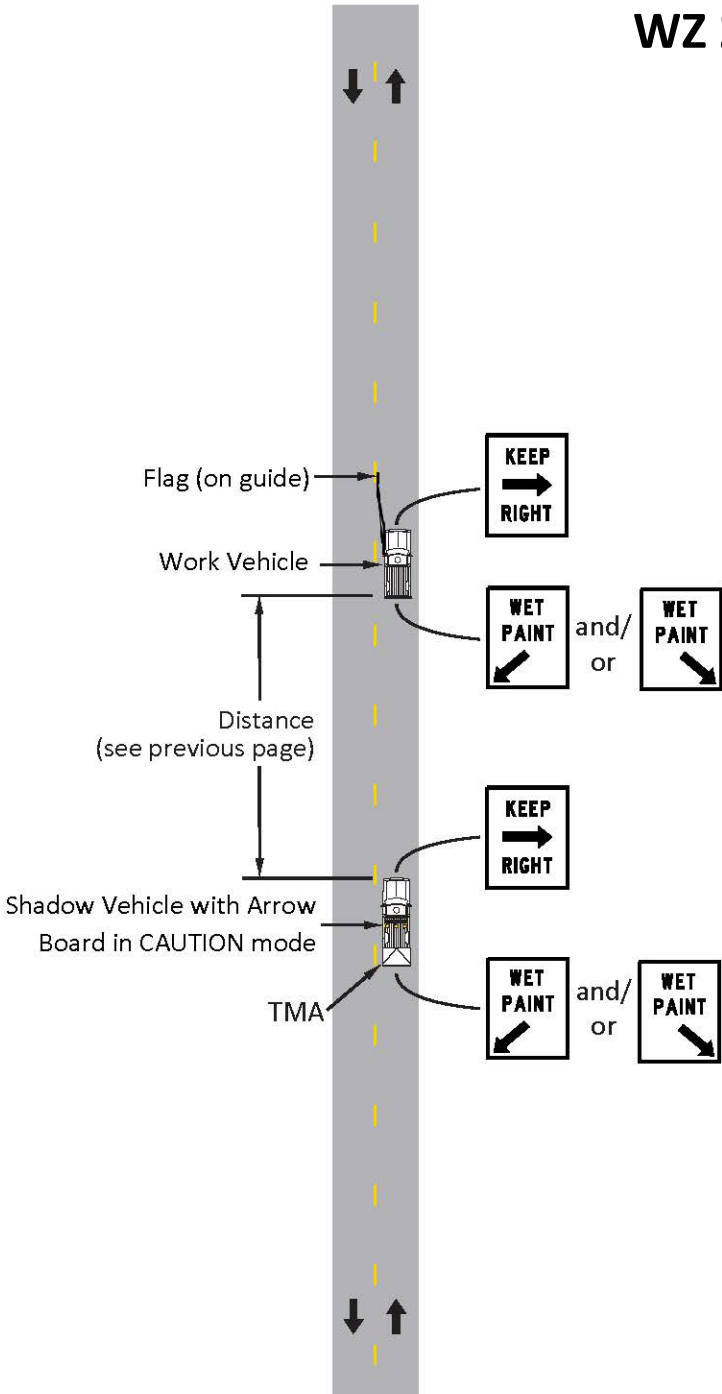 WZ
Flag (on guide)
KEEP
RIGHT
Work Vehicle
WET
PAINT
and/
or
WET
PAINT
Distance
(see previous page)
KEEP
RIGHT
Shadow Vehicle with Arrow
Board in CAUTION mode
TMA
WET
PAINT
and/
or
WET
PAINT